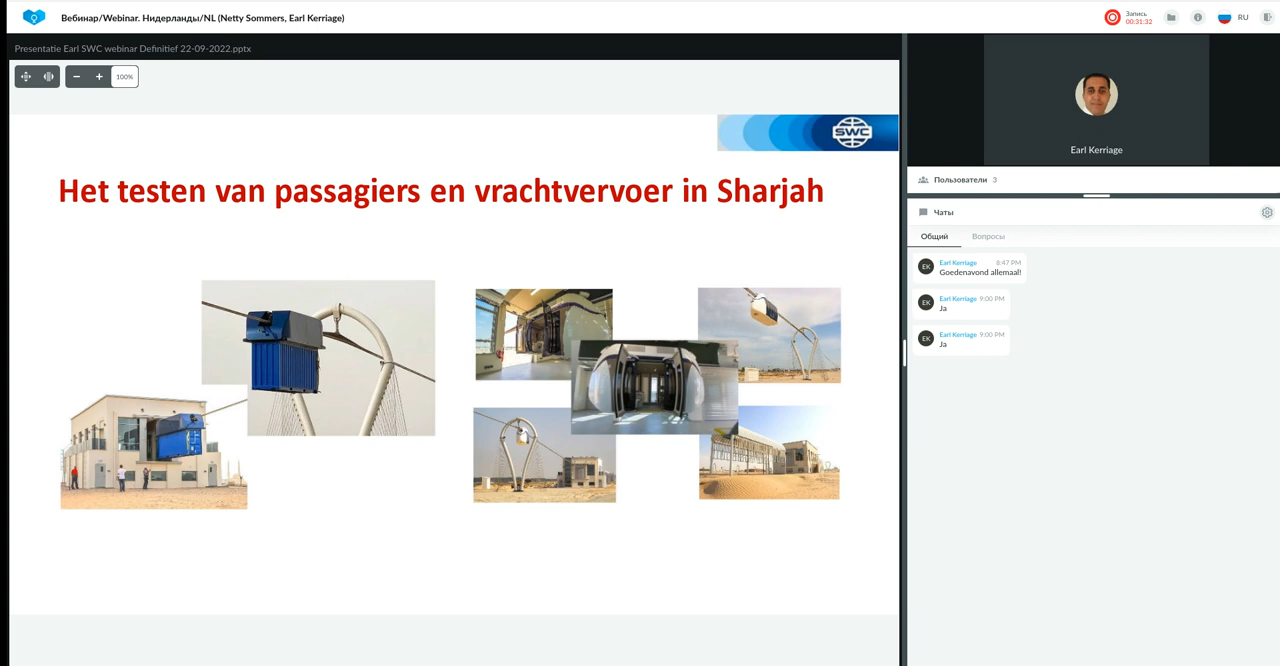 Вебинар/Webinar. Нидерланды/NL (Netty Sommers, Earl Kerriage)
Запись
00:31:32
RU
Presentatie Earl SWC webinar Definitief 22-09-2022.pptx
100%
SWC
Het testen van passagiers en vrachtvervoer in Sharjah
Earl Kerriage
Пользователи 3
Чаты
Общий Вопросы
EK
Earl Kerriage 8:47 PM
Goedenavond allemaal!
EK
Earl Kerriage 9:00 PM
Ja
EK
Earl Kerriage 9:00 PM
Ja